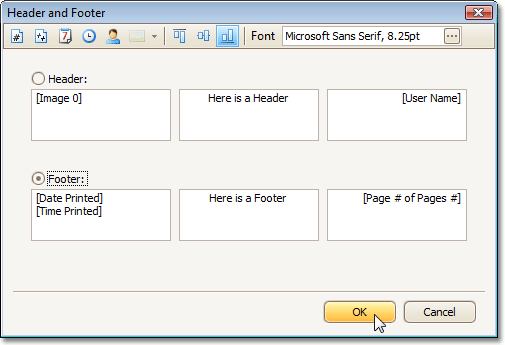 Header and Footer
Font Microsoft Sans Serif, 8.25pt ...
Header:
[Image 0] Here is a Header [User Name]
Footer:
[Date Printed] Here is a Footer [Page # of Pages #]
[Time Printed]
OK Cancel